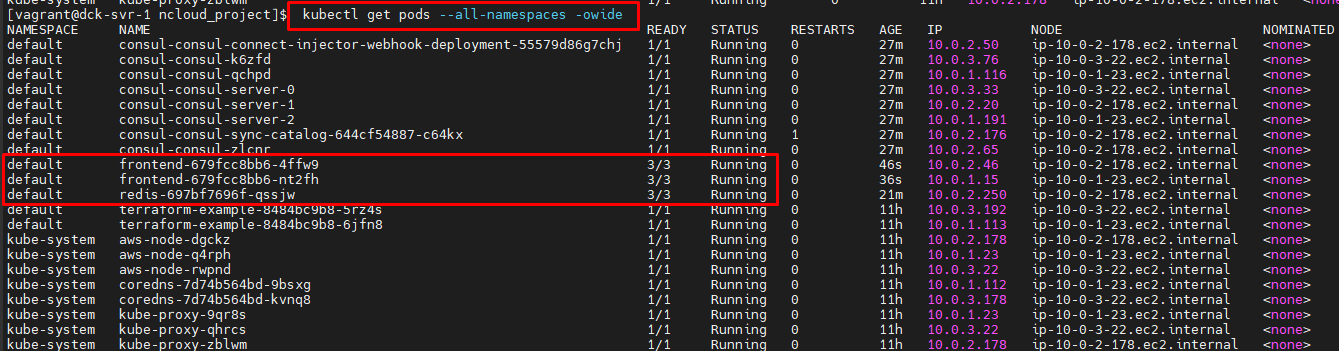 0 11h 10.0.2.178 ip-10-0-2-178.ec2.internal <none>
[vagrant@dck-svr-1 ncloud_project]$ kubectl get pods --all-namespaces -owide
NAMESPACE NAME READY STATUS RESTARTS AGE IP NODE NOMINATED
default consul-consul-connect-injector-webhook-deployment-55579d86g7chj 1/1 Running 0 27m 10.0.2.50 ip-10-0-2-178.ec2.internal <none>
default consul-consul-k6zfd 1/1 Running 0 27m 10.0.3.76 ip-10-0-3-22.ec2.internal <none>
default consul-consul-qchpd 1/1 Running 0 27m 10.0.1.116 ip-10-0-1-23.ec2.internal <none>
default consul-consul-server-0 1/1 Running 0 27m 10.0.3.33 ip-10-0-3-22.ec2.internal <none>
default consul-consul-server-1 1/1 Running 0 27m 10.0.2.20 ip-10-0-2-178.ec2.internal <none>
default consul-consul-server-2 1/1 Running 0 27m 10.0.1.191 ip-10-0-1-23.ec2.internal <none>
default consul-consul-sync-catalog-644cf54887-c64kx 1/1 Running 1 27m 10.0.2.176 ip-10-0-2-178.ec2.internal <none>
default consul-consul-zlcnr 1/1 Running 0 27m 10.0.2.65 ip-10-0-2-178.ec2.internal <none>
default frontend-679fcc8bb6-4ffw9 3/3 Running 0 46s 10.0.2.46 ip-10-0-2-178.ec2.internal <none>
default frontend-679fcc8bb6-nt2fh 3/3 Running 0 36s 10.0.1.15 ip-10-0-1-23.ec2.internal <none>
default redis-697bf7696f-qssjw 3/3 Running 0 21m 10.0.2.250 ip-10-0-2-178.ec2.internal <none>
default terraform-example-8484bc9b8-5rz4s 1/1 Running 0 11h 10.0.3.192 ip-10-0-3-22.ec2.internal <none>
default terraform-example-8484bc9b8-6jfn8 1/1 Running 0 11h 10.0.1.113 ip-10-0-1-23.ec2.internal <none>
kube-system aws-node-dgckz 1/1 Running 0 11h 10.0.2.178 ip-10-0-2-178.ec2.internal <none>
kube-system aws-node-q4rph 1/1 Running 0 11h 10.0.1.23 ip-10-0-1-23.ec2.internal <none>
kube-system aws-node-rwpnd 1/1 Running 0 11h 10.0.3.22 ip-10-0-3-22.ec2.internal <none>
kube-system coredns-7d74b564bd-9bsxg 1/1 Running 0 11h 10.0.1.112 ip-10-0-1-23.ec2.internal <none>
kube-system coredns-7d74b564bd-kvnq8 1/1 Running 0 11h 10.0.3.178 ip-10-0-3-22.ec2.internal <none>
kube-system kube-proxy-9qr8s 1/1 Running 0 11h 10.0.1.23 ip-10-0-1-23.ec2.internal <none>
kube-system kube-proxy-qhrcs 1/1 Running 0 11h 10.0.3.22 ip-10-0-3-22.ec2.internal <none>
kube-system kube-proxy-zblwm 1/1 Running 0 11h 10.0.2.178 ip-10-0-2-178.ec2.internal <none>